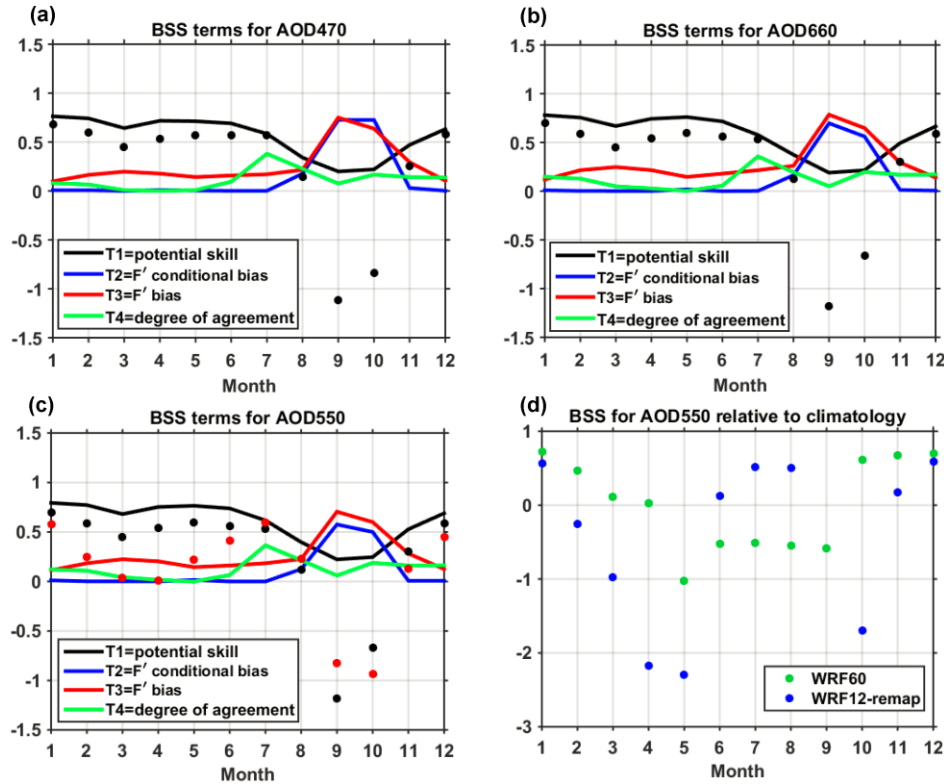 (a)
BSS terms for AOD470
1.5
1
0.5
0
-0.5
-1
-1.5
T1=potential skill
T2=F′ conditional bias
T3=F′ bias
T4=degree of agreement
1 2 3 4 5 6 7 8 9 10 11 12
Month
(b)
BSS terms for AOD660
1.5
1
0.5
0
-0.5
-1
-1.5
T1=potential skill
T2=F′ conditional bias
T3=F′ bias
T4=degree of agreement
1 2 3 4 5 6 7 8 9 10 11 12
Month
(c)
BSS terms for AOD550
1.5
1
0.5
0
-0.5
-1
-1.5
T1=potential skill
T2=F′ conditional bias
T3=F′ bias
T4=degree of agreement
1 2 3 4 5 6 7 8 9 10 11 12
Month
(d)
BSS for AOD550 relative to climatology
1
0
-1
-2
-3
WRF60
WRF12-remap
1 2 3 4 5 6 7 8 9 10 11 12
Month